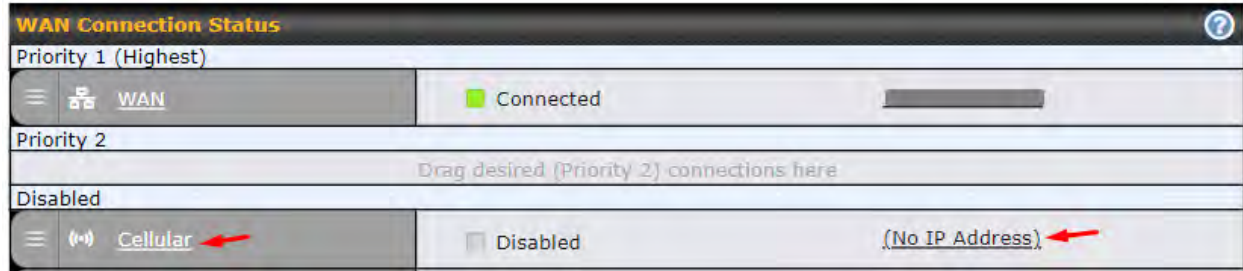 WAN Connection Status
Priority 1 (Highest)
WAN Connected
Priority 2
Drag desired (Priority 2) connections here
Disabled
Cellular Disabled (No IP Address)